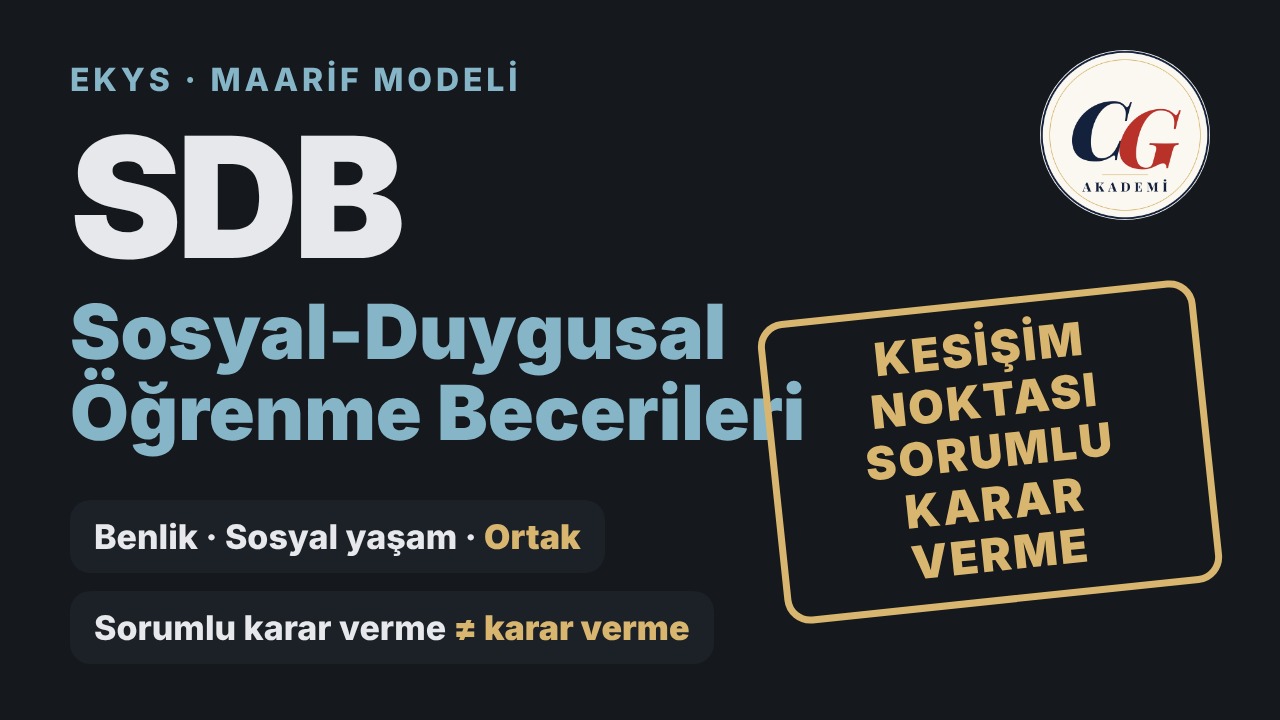 EKYS · MAARİF MODELİ
SDB
Sosyal-Duygusal
Öğrenme Becerileri
Benlik · Sosyal yaşam · Ortak
Sorumlu karar verme ≠ karar verme
CG
AKADEMİ
KESİŞİM
NOKTASI
SORUMLU
KARAR
VERME